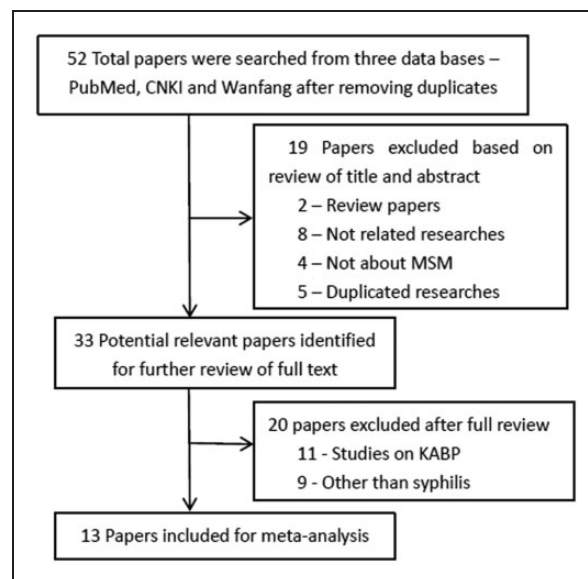 52 Total papers were searched from three data bases –
PubMed, CNKI and Wanfang after removing duplicates
19 Papers excluded based on
review of title and abstract
2 – Review papers
8 – Not related researches
4 – Not about MSM
5 – Duplicated researches
33 Potential relevant papers identified
for further review of full text
20 papers excluded after full review
11 - Studies on KABP
9 - Other than syphilis
13 Papers included for meta-analysis